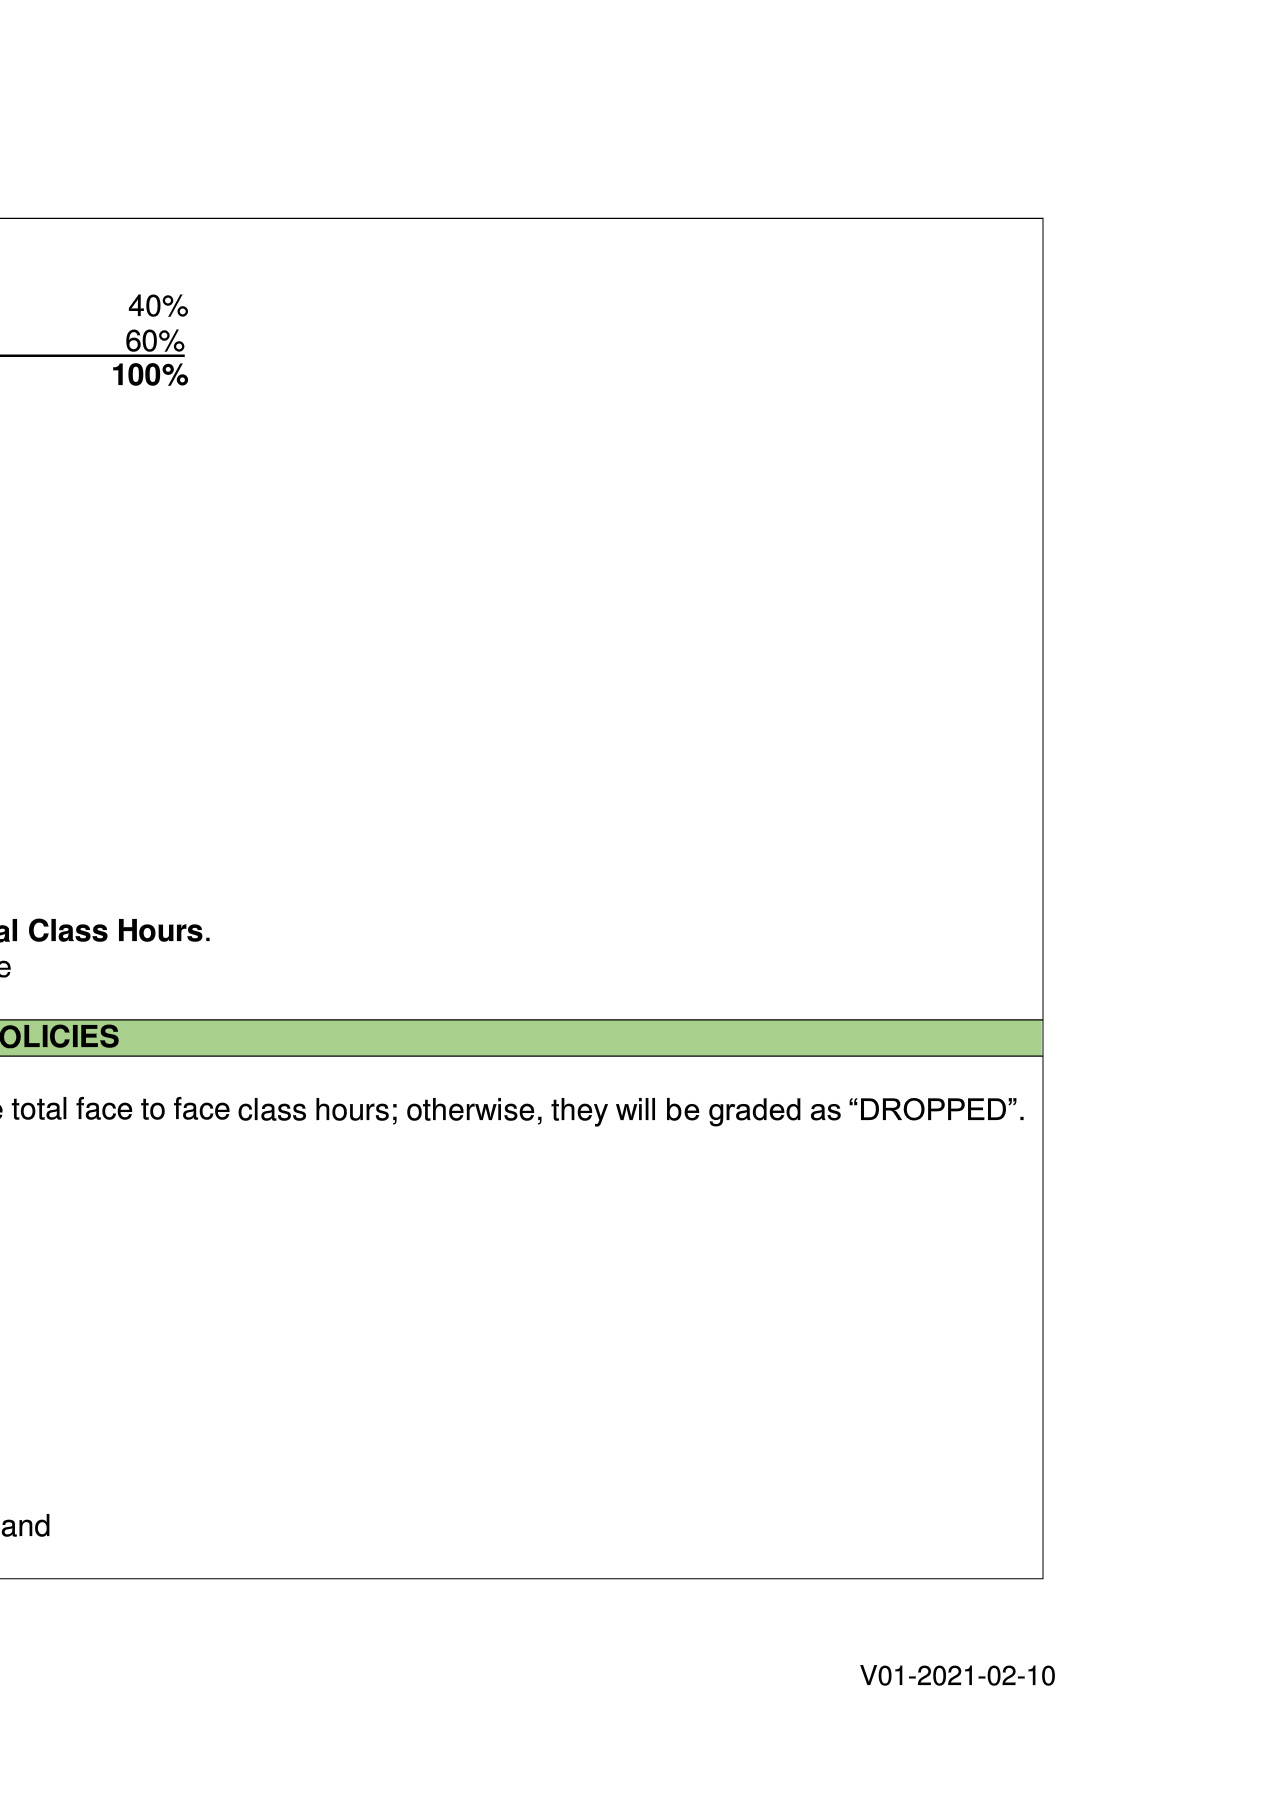 40%
60%
100%
al Class Hours.
e
OLICIES
e total face to face class hours; otherwise, they will be graded as “DROPPED”.
and
V01-2021-02-10